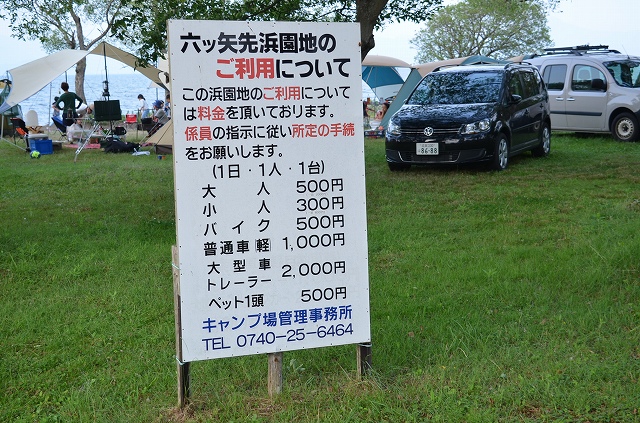 六ッ矢先浜園地の
ご利用について
この浜園地のご利用について
は料金を頂いております。
係員の指示に従い所定の手続
をお願いします。
(1日・1人・1台)
大人 500円
小人 300円
バイク 500円
普通車(軽) 1,000円
大型車
トレーラー 2,000円
ペット1頭 500円
キャンプ場管理事務所
TEL 0740-25-6464
・8488